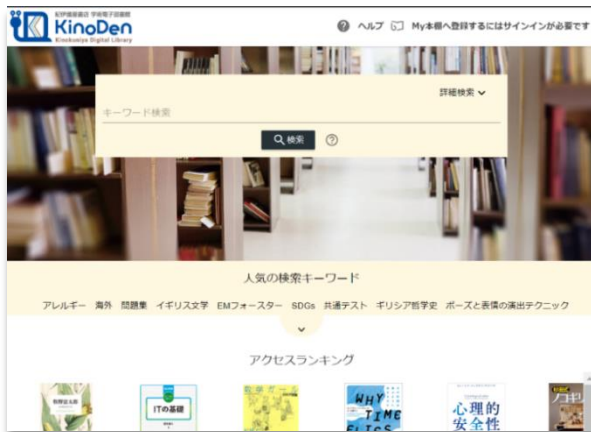 紀伊國屋書店 学術電子図書館
KinoDen
Kinokuniya Digital Library
ヘルプ My本棚へ登録するにはサインインが必要です
詳細検索
キーワード検索
検索
人気の検索キーワード
アレルギー 海外 問題集 イギリス文学 EMフォースター SDGs 共通テスト ギリシア哲学史 ポーズと表情の演出テクニック
アクセスランキング
牧野富太郎
ITの基礎
WHY
TIME
FLIES
心理的
安全性